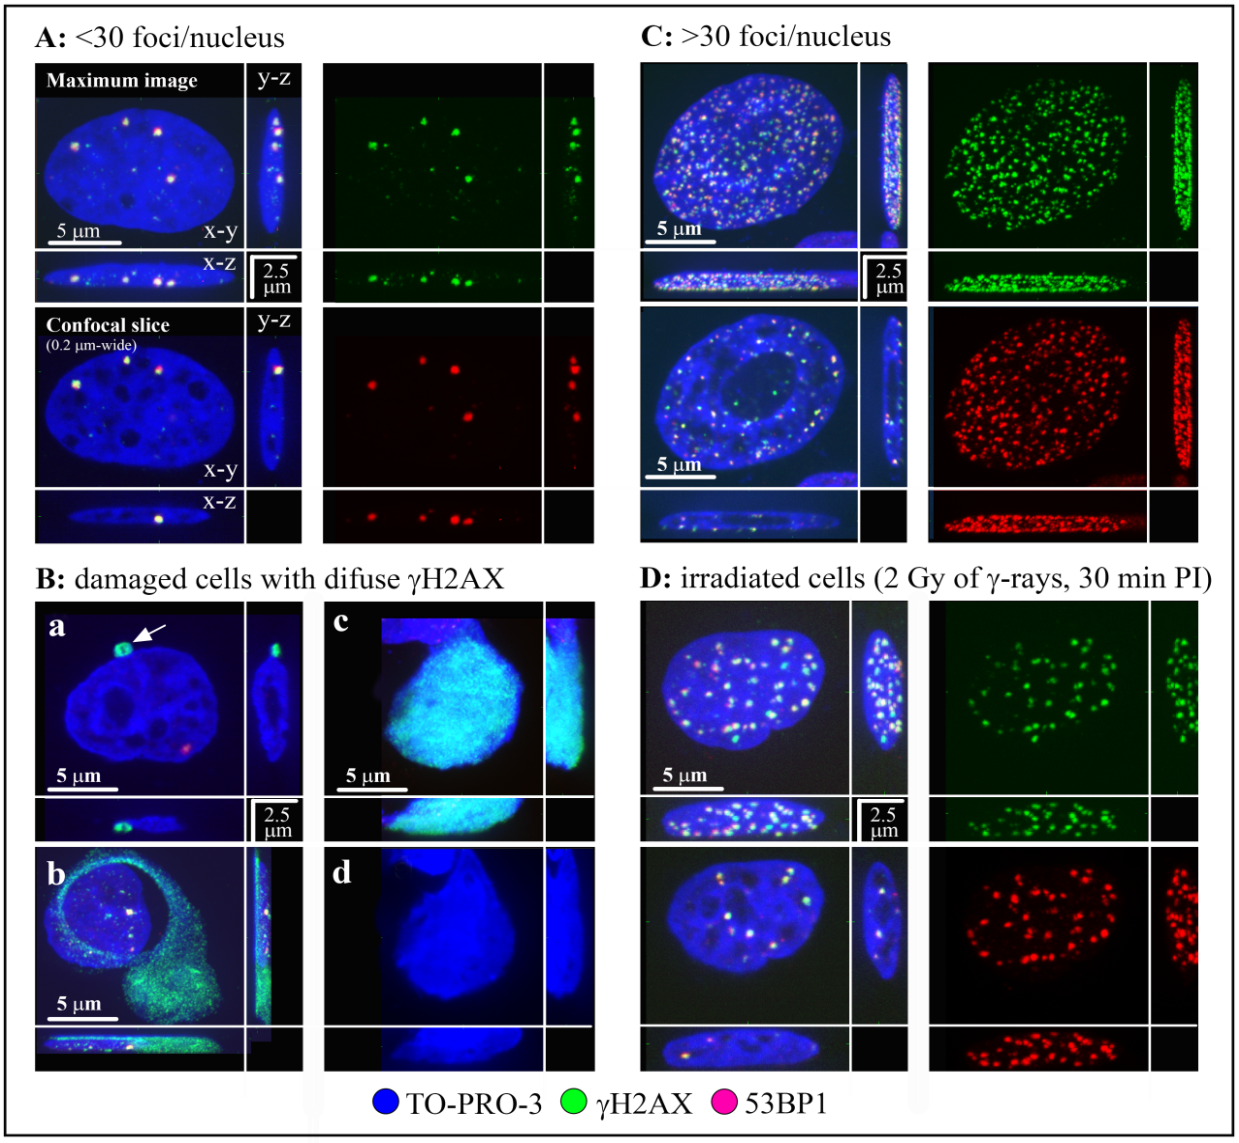 A: <30 foci/nucleus
Maximum image
y-z
5 μm
x-y
x-z
2.5
μm
Confocal slice
y-z
(0.2 μm-wide)
x-y
x-z
C: >30 foci/nucleus
5 μm
2.5
μm
5 μm
B: damaged cells with difuse γH2AX
a
5 μm
2.5
μm
c
5 μm
b
5 μm
d
D: irradiated cells (2 Gy of γ-rays, 30 min PI)
5 μm
2.5
μm
TO-PRO-3 γH2AX 53BP1